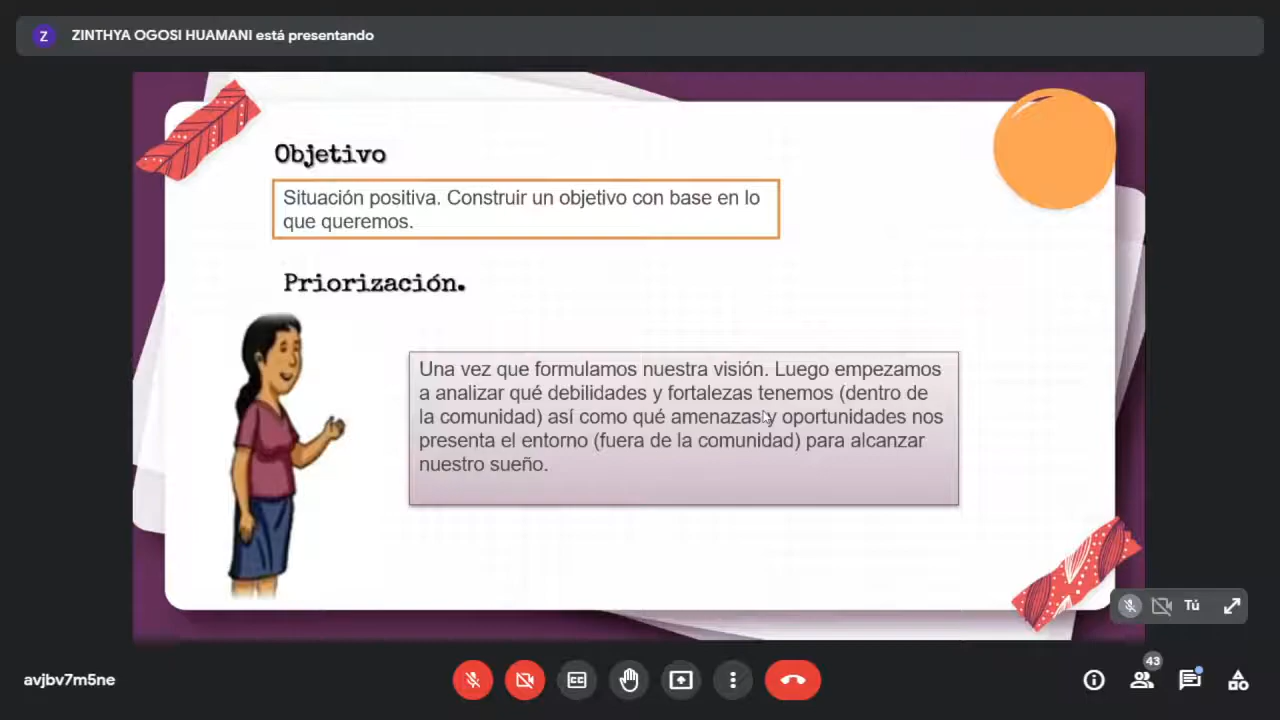 Z ZINTHYA OGOSI HUAMANI está presentando
Objetivo
Situación positiva. Construir un objetivo con base en lo
que queremos.
Priorización.
Una vez que formulamos nuestra visión. Luego empezamos
a analizar qué debilidades y fortalezas tenemos (dentro de
la comunidad) así como qué amenazas y oportunidades nos
presenta el entorno (fuera de la comunidad) para alcanzar
nuestro sueño.
Tú
avjbv7m5ne
CC
43